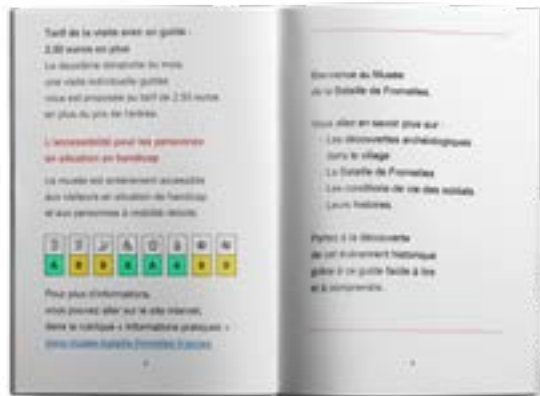 Tarif de la visite avec un guide :
2,50 euros en plus
Le deuxième dimanche du mois,
une visite individuelle guidée
vous est proposée au tarif de 2,50 euros
en plus du prix de l'entrée.
L'accessibilité pour les personnes
en situation de handicap
Le musée est entièrement accessible
aux visiteurs en situation de handicap
et aux personnes à mobilité réduite.
Pour plus d'informations,
vous pouvez aller sur le site internet,
dans la rubrique « Informations pratiques »
Bienvenue au Musée
de la Bataille de Fromelles.
Vous allez en savoir plus sur :
- Les découvertes archéologiques
dans le village
- La Bataille de Fromelles
- Les conditions de vie des soldats
- Leurs histoires.
Partez à la découverte
de cet événement historique
grâce à ce guide facile à lire
et à comprendre.